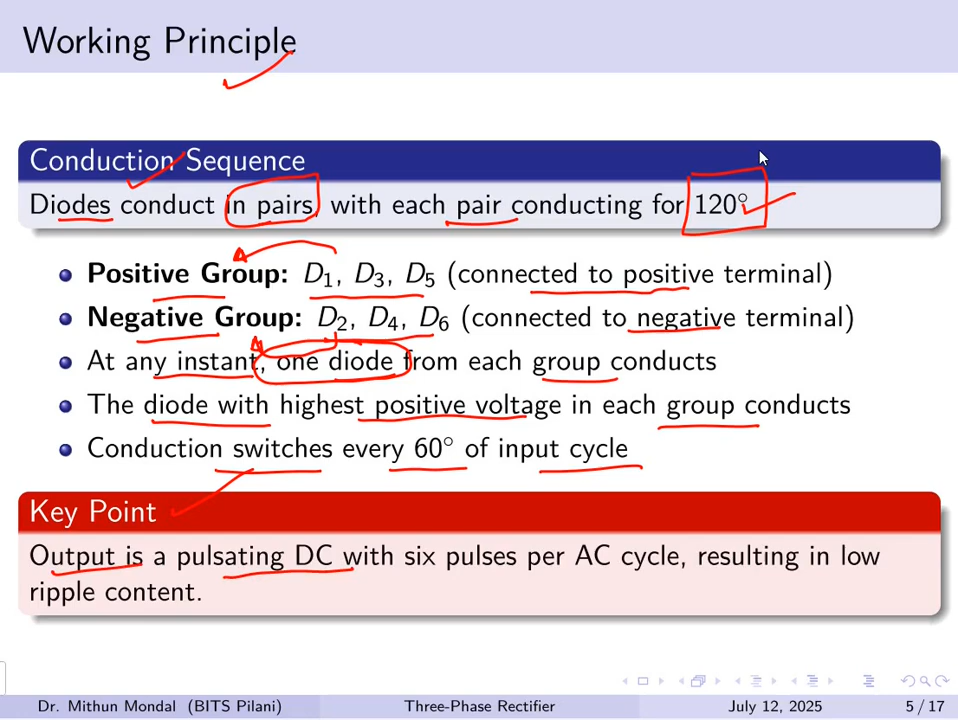 Working Principle
Conduction Sequence
Diodes conduct in pairs, with each pair conducting for 120°
Positive Group: D₁, D₃, D₅ (connected to positive terminal)
Negative Group: D₂, D₄, D₆ (connected to negative terminal)
At any instant, one diode from each group conducts
The diode with highest positive voltage in each group conducts
Conduction switches every 60° of input cycle
Key Point
Output is a pulsating DC with six pulses per AC cycle, resulting in low
ripple content.
Dr. Mithun Mondal (BITS Pilani) Three-Phase Rectifier July 12, 2025 5 / 17